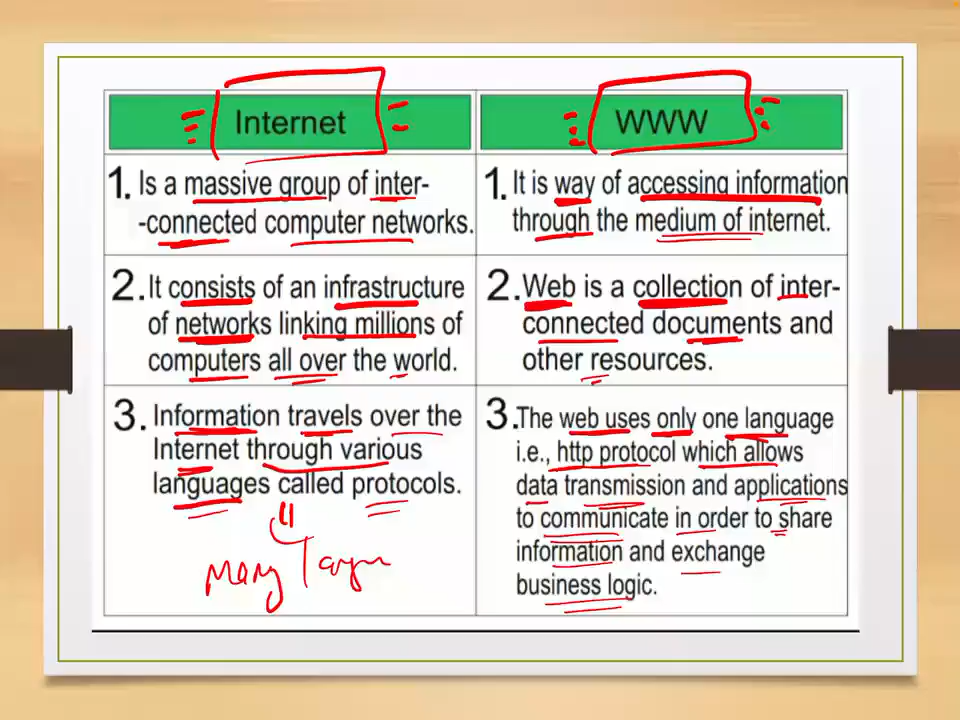 Internet
WWW
1. Is a massive group of inter-
-connected computer networks.
1. It is way of accessing information
through the medium of internet.
2. It consists of an infrastructure
of networks linking millions of
computers all over the world.
2. Web is a collection of inter-
connected documents and
other resources.
3. Information travels over the
Internet through various
languages called protocols.
many
3. The web uses only one language
i.e., http protocol which allows
data transmission and applications
to communicate in order to share
information and exchange
business logic.